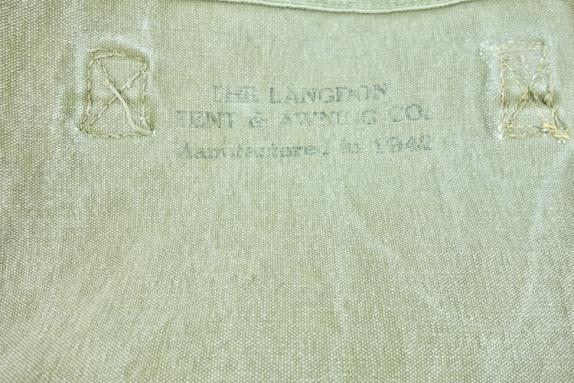 THE LANGDON
TENT & AWNING CO.
Manufactured in 1942